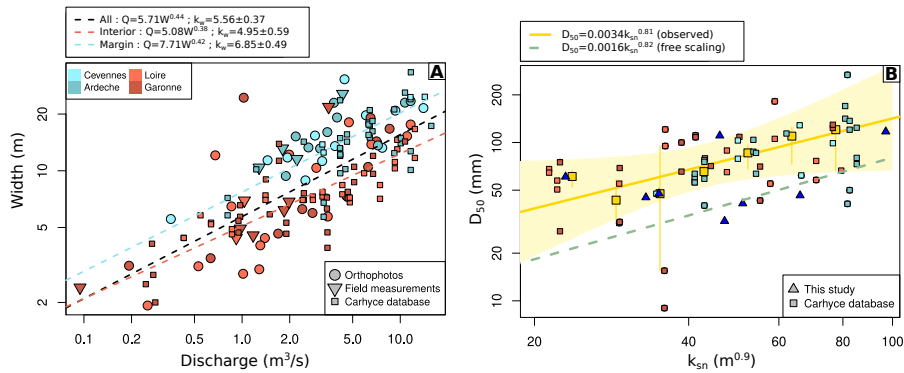 All : Q=5.71W^0.44 ; k_w=5.56±0.37
Interior : Q=5.08W^0.38 ; k_w=4.95±0.59
Margin : Q=7.71W^0.42 ; k_w=6.85±0.49
Cevennes
Loire
Ardeche
Garonne
A
20
10
5
2
Width (m)
Orthophotos
Field measurements
Carhyce database
0.1
0.2
0.5
1.0
2.0
5.0
10.0
Discharge (m^3/s)
D_50=0.0034k_sn^0.81 (observed)
D_50=0.0016k_sn^0.82 (free scaling)
B
200
100
50
20
10
D_50 (mm)
This study
Carhyce database
20
40
60
80
100
k_sn (m^0.9)